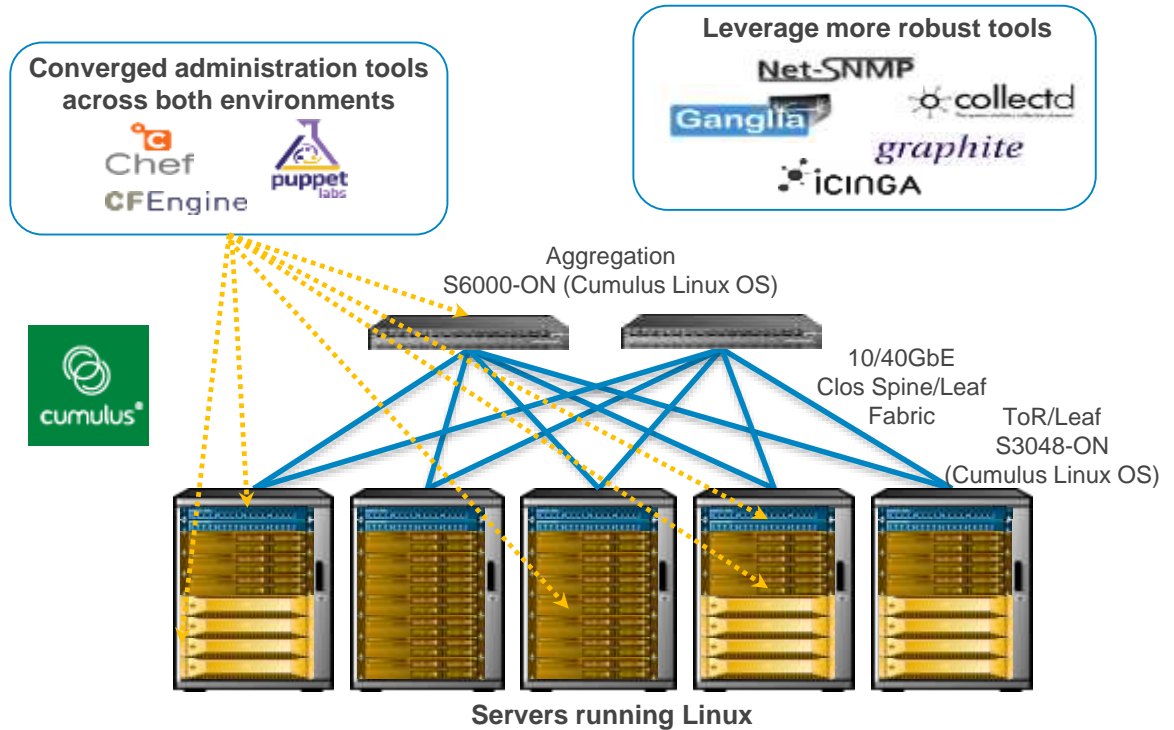 Converged administration tools
across both environments
Chef
CFEngine
puppet
labs
Leverage more robust tools
Net-SNMP
Ganglia
collectd
graphite
icinga
Aggregation
S6000-ON (Cumulus Linux OS)
cumulus®
10/40GbE
Clos Spine/Leaf
Fabric
ToR/Leaf
S3048-ON
(Cumulus Linux OS)
Servers running Linux